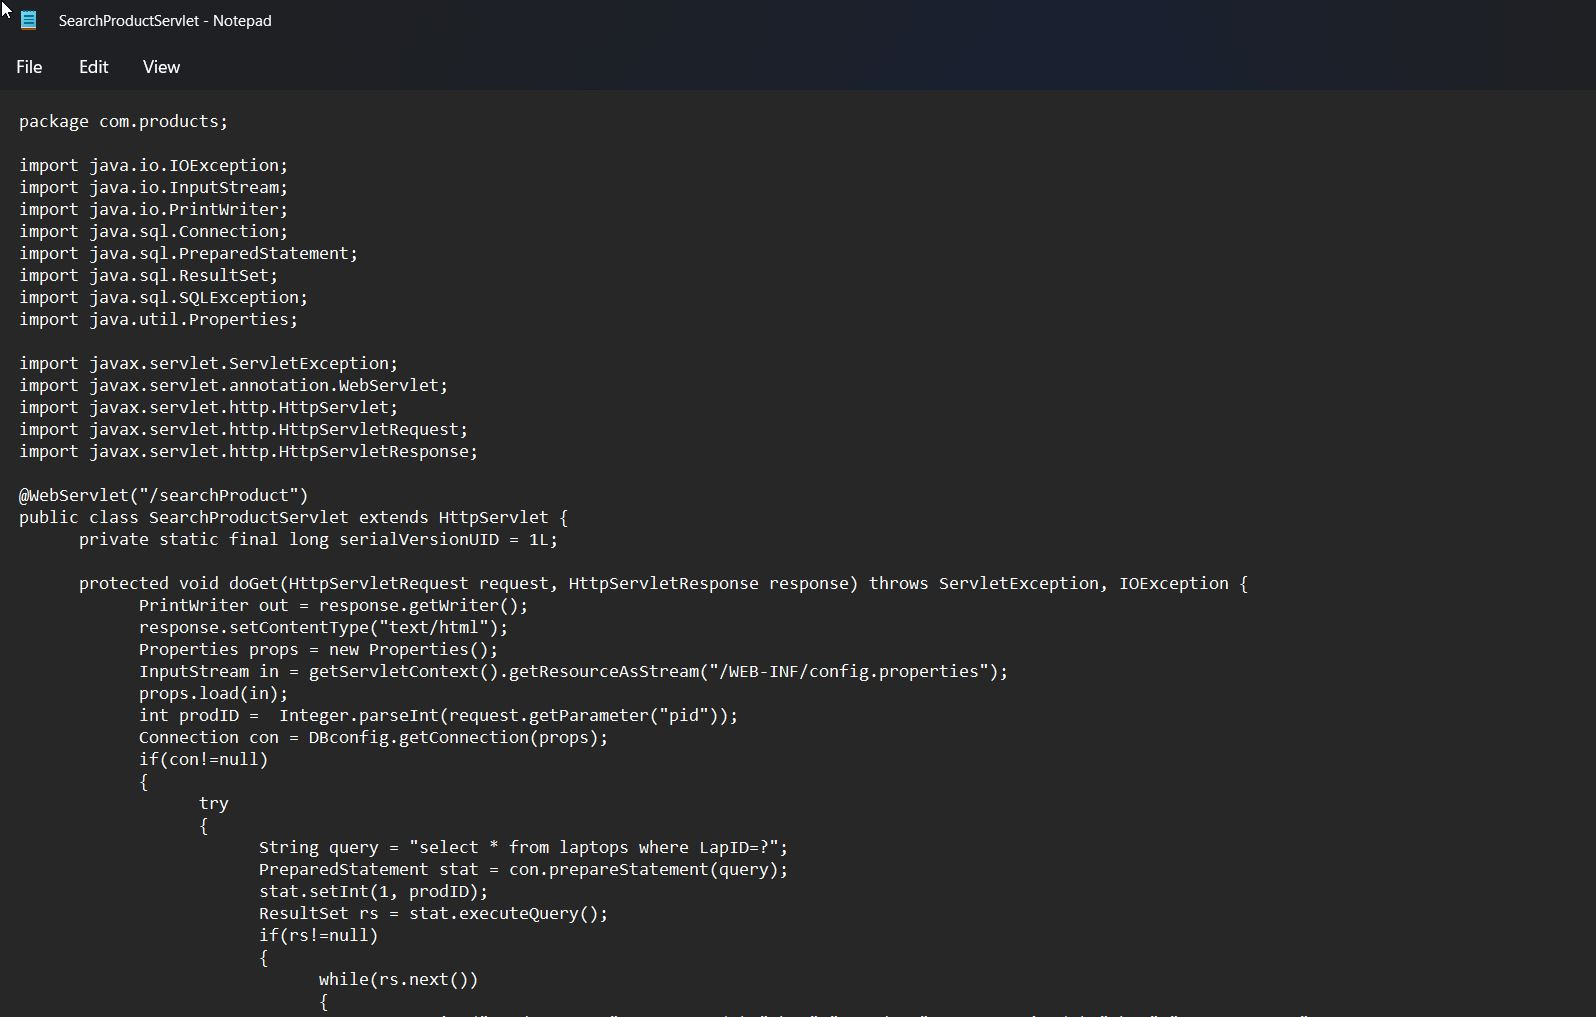 SearchProductServlet - Notepad
File Edit View
package com.products;
import java.io.IOException;
import java.io.InputStream;
import java.io.PrintWriter;
import java.sql.Connection;
import java.sql.PreparedStatement;
import java.sql.ResultSet;
import java.sql.SQLException;
import java.util.Properties;
import javax.servlet.ServletException;
import javax.servlet.annotation.WebServlet;
import javax.servlet.http.HttpServlet;
import javax.servlet.http.HttpServletRequest;
import javax.servlet.http.HttpServletResponse;
@WebServlet("/searchProduct")
public class SearchProductServlet extends HttpServlet {
private static final long serialVersionUID = 1L;
protected void doGet(HttpServletRequest request, HttpServletResponse response) throws ServletException, IOException {
PrintWriter out = response.getWriter();
response.setContentType("text/html");
Properties props = new Properties();
InputStream in = getServletContext().getResourceAsStream("/WEB-INF/config.properties");
props.load(in);
int prodID =  Integer.parseInt(request.getParameter("pid"));
Connection con = DBconfig.getConnection(props);
if(con!=null)
{
try
{
String query = "select * from laptops where LapID=?";
PreparedStatement stat = con.prepareStatement(query);
stat.setInt(1, prodID);
ResultSet rs = stat.executeQuery();
if(rs!=null)
{
while(rs.next())
{